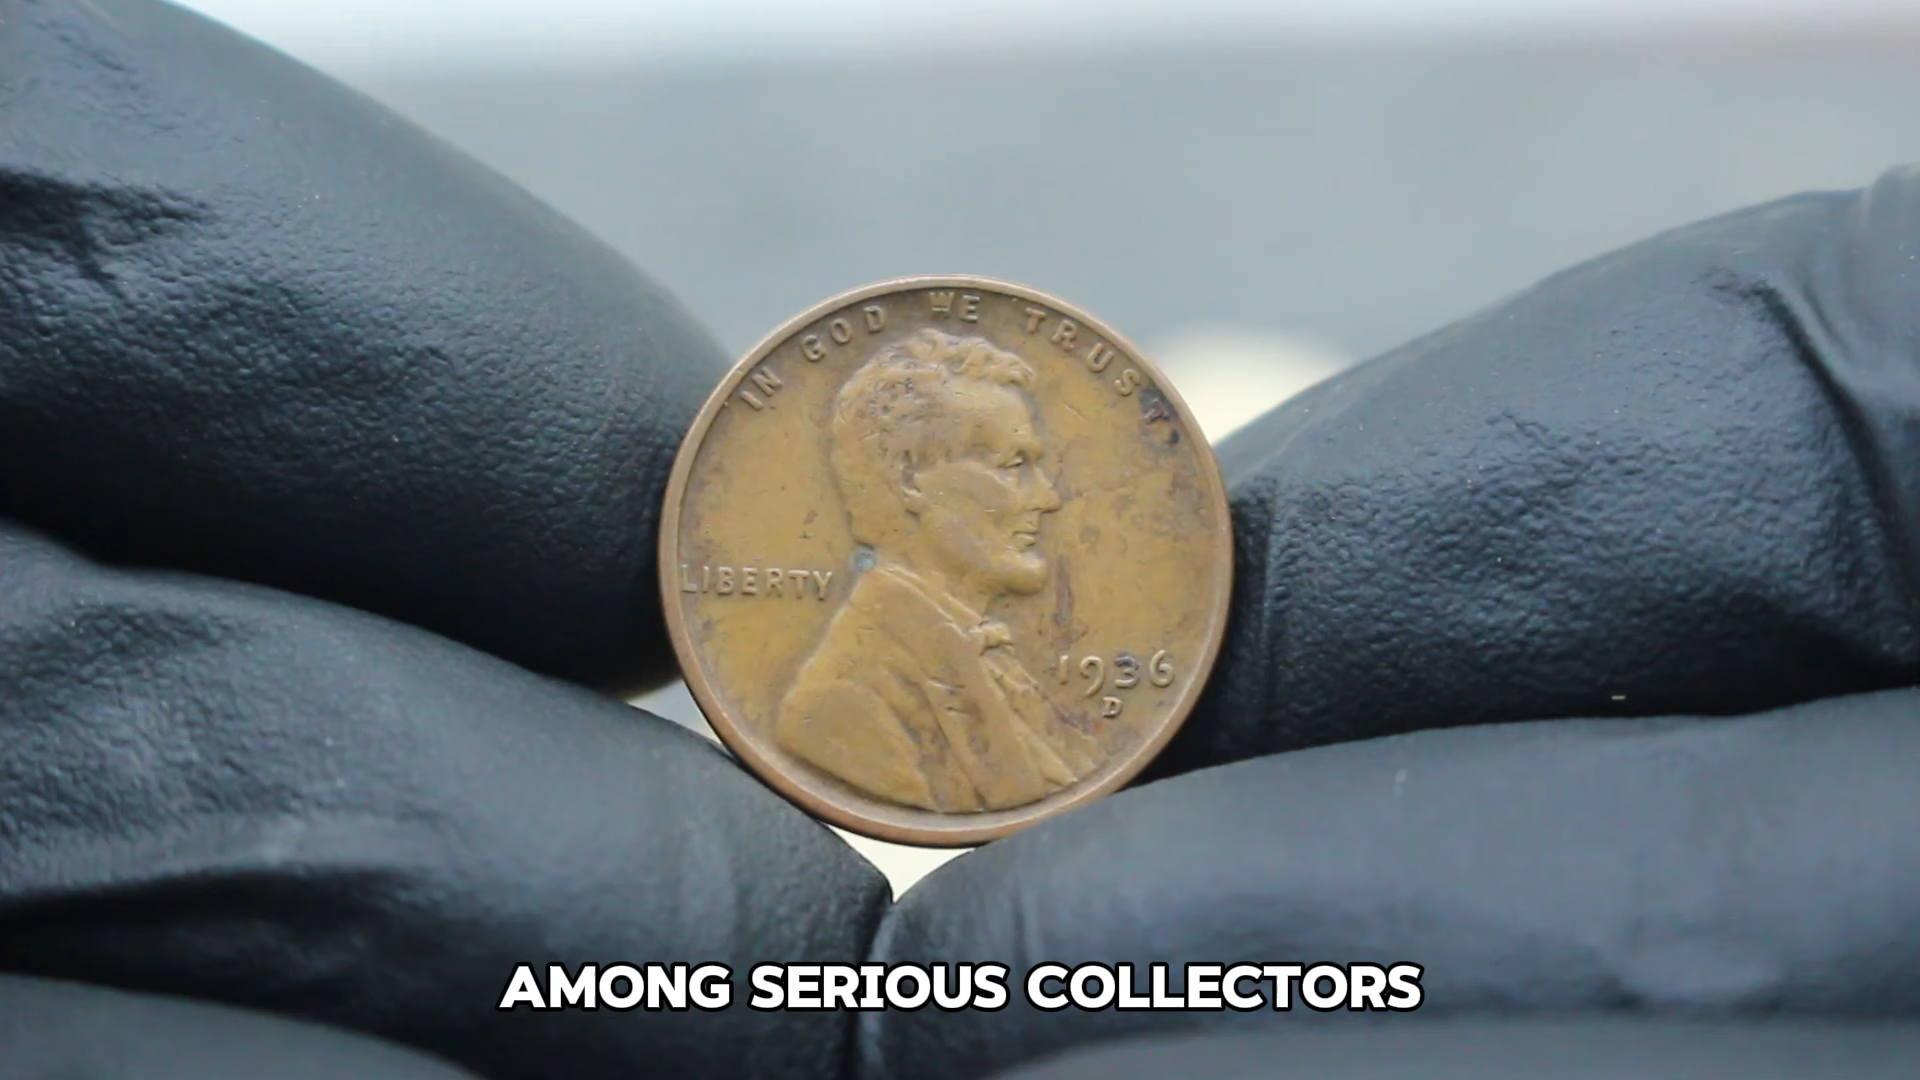 IN GOD WE TRUST
LIBERTY
1936
D
AMONG SERIOUS COLLECTORS